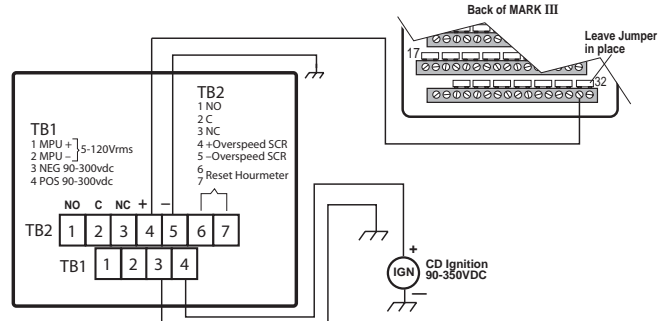 Back of MARK III
Leave Jumper
in place
17
32
TB2
1 NO
2 C
3 NC
4 +Overspeed SCR
5 –Overspeed SCR
6
7 Reset Hourmeter
TB1
1 MPU +
2 MPU –
5-120Vrms
3 NEG 90-300vdc
4 POS 90-300vdc
NO C NC + –
TB2 1 2 3 4 5 6 7
TB1 1 2 3 4
+
IGN
CD Ignition
90-350VDC
–